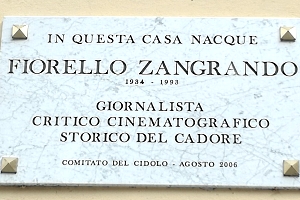 IN QUESTA CASA NACQUE
FIORELLO ZANGRANDO
1934 - 1993
GIORNALISTA
CRITICO CINEMATOGRAFICO
STORICO DEL CADORE
COMITATO DEL CIDOLO - AGOSTO 2006